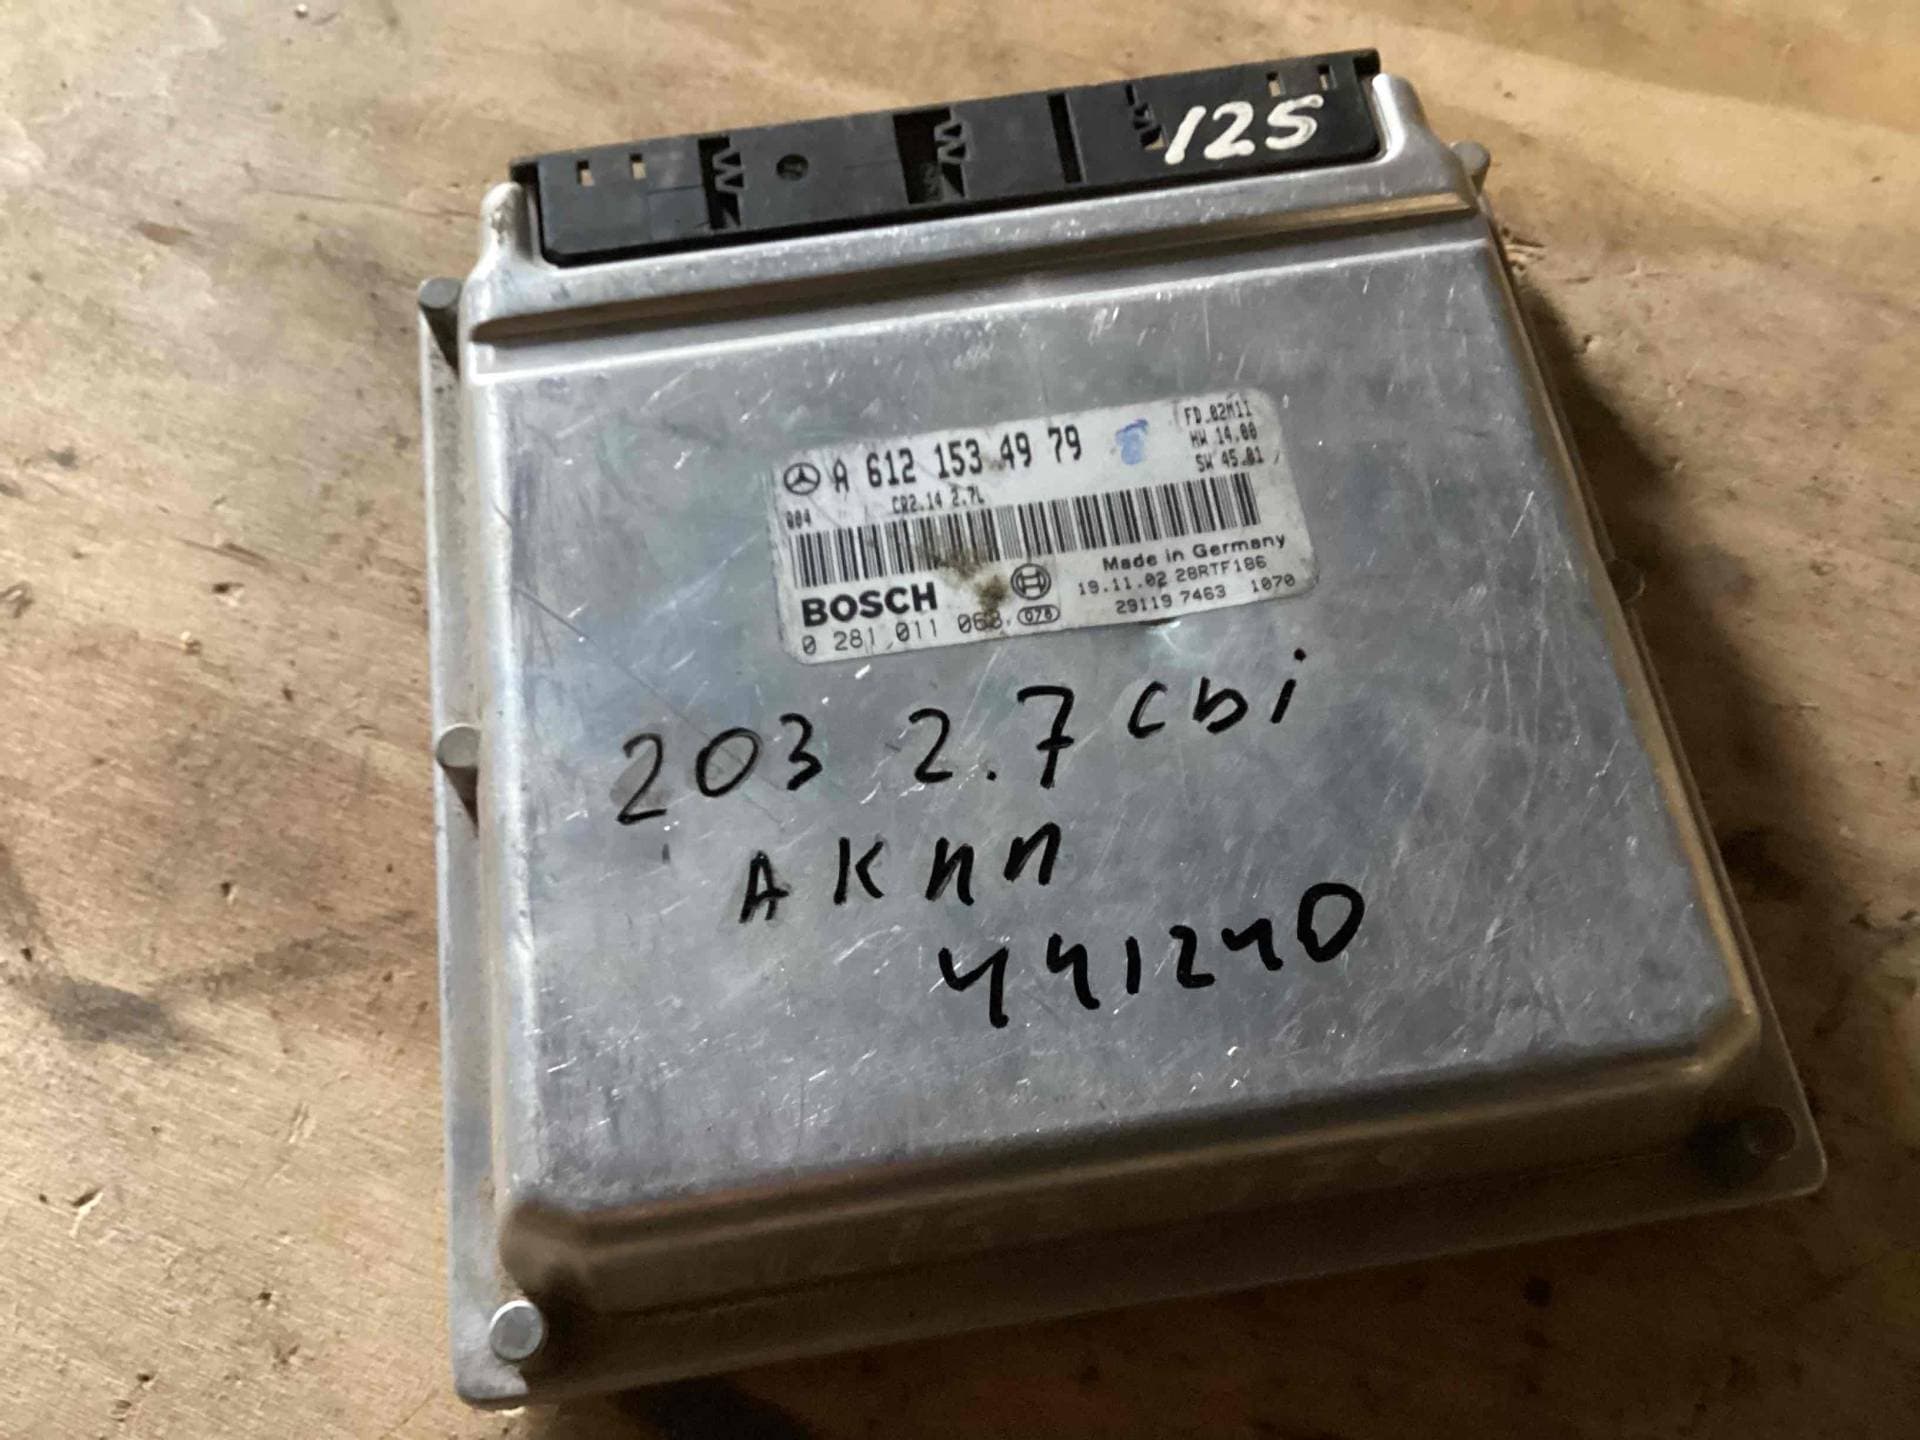 125
A 612 153 49 79
FD 02M11
HW 14.00
SW 45.01
004 CR2.14 2.7L
Made in Germany
BOSCH
19.11.02 28RTF186
0 281 011 068 078
29119 7463 1070
203 2.7 cDi
АКПП
441240